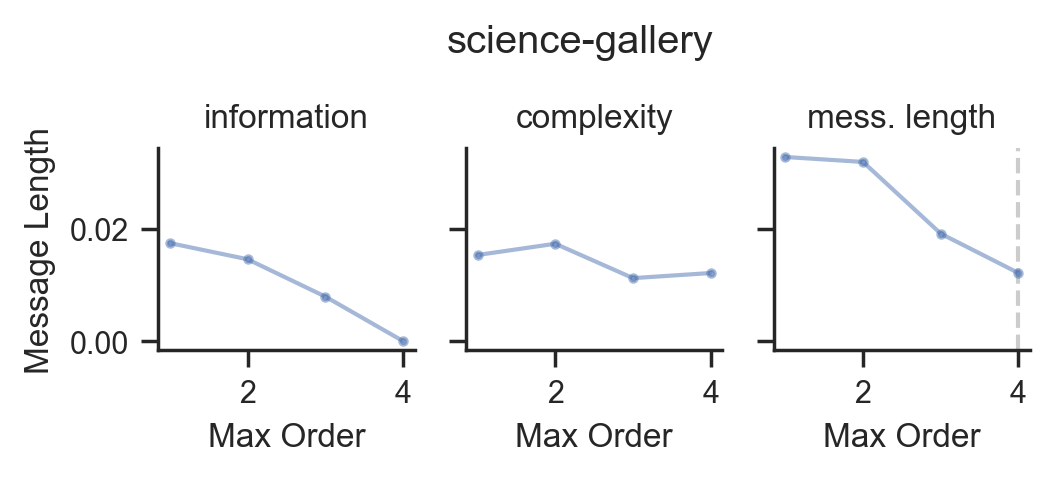 science-gallery
information
complexity
mess. length
Message Length
0.02
0.00
2
4
2
4
2
4
Max Order
Max Order
Max Order